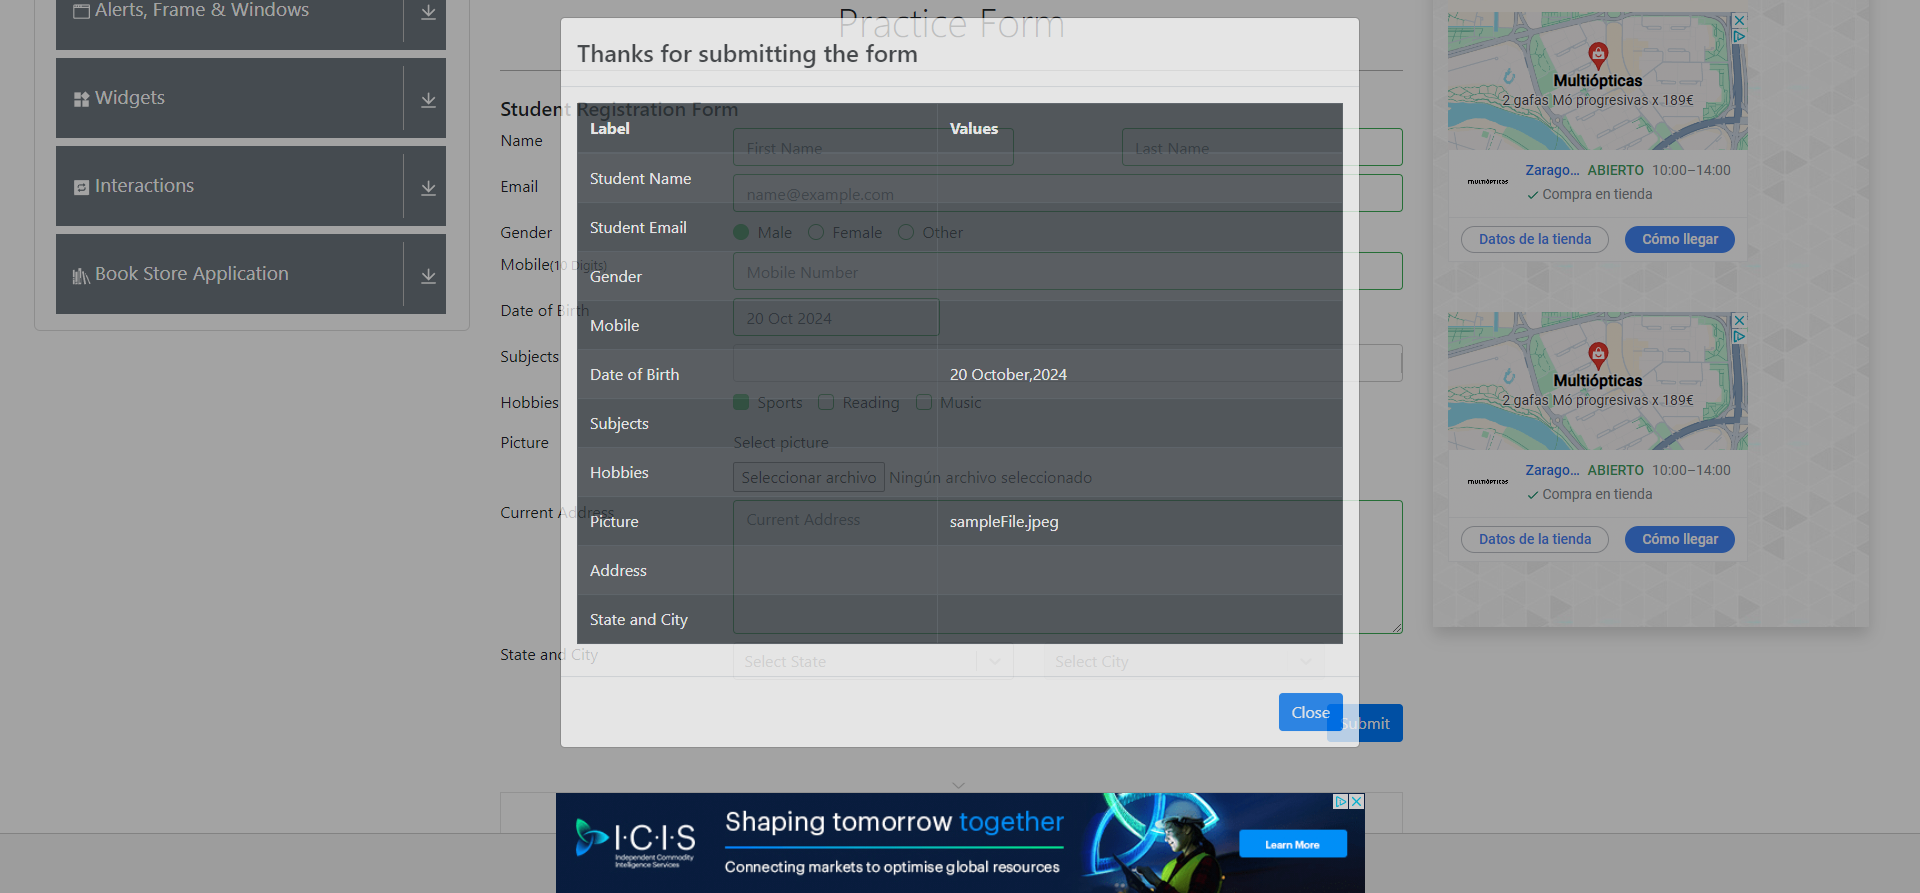 Alerts, Frame & Windows
Widgets
Interactions
Book Store Application
Practice Form
Thanks for submitting the form
Student Registration Form
Label Values
Student Name
Student Email
Gender
Mobile
Date of Birth 20 October,2024
Subjects
Hobbies
Picture sampleFile.jpeg
Address
State and City
Close
Name First Name Last Name
Email name@example.com
Gender Male Female Other
Mobile(10 Digits) Mobile Number
Date of Birth 20 Oct 2024
Subjects
Hobbies Sports Reading Music
Picture Select picture
Seleccionar archivo Ningún archivo seleccionado
Current Address Current Address
State and City Select State Select City
Submit
Multiópticas
2 gafas Mó progresivas x 189€
multiópticas
Zarago... ABIERTO 10:00–14:00
Compra en tienda
Datos de la tienda Cómo llegar
Multiópticas
2 gafas Mó progresivas x 189€
multiópticas
Zarago... ABIERTO 10:00–14:00
Compra en tienda
Datos de la tienda Cómo llegar
I·C·I·S
Independent Commodity
Intelligence Services
Shaping tomorrow together
Connecting markets to optimise global resources
Learn More